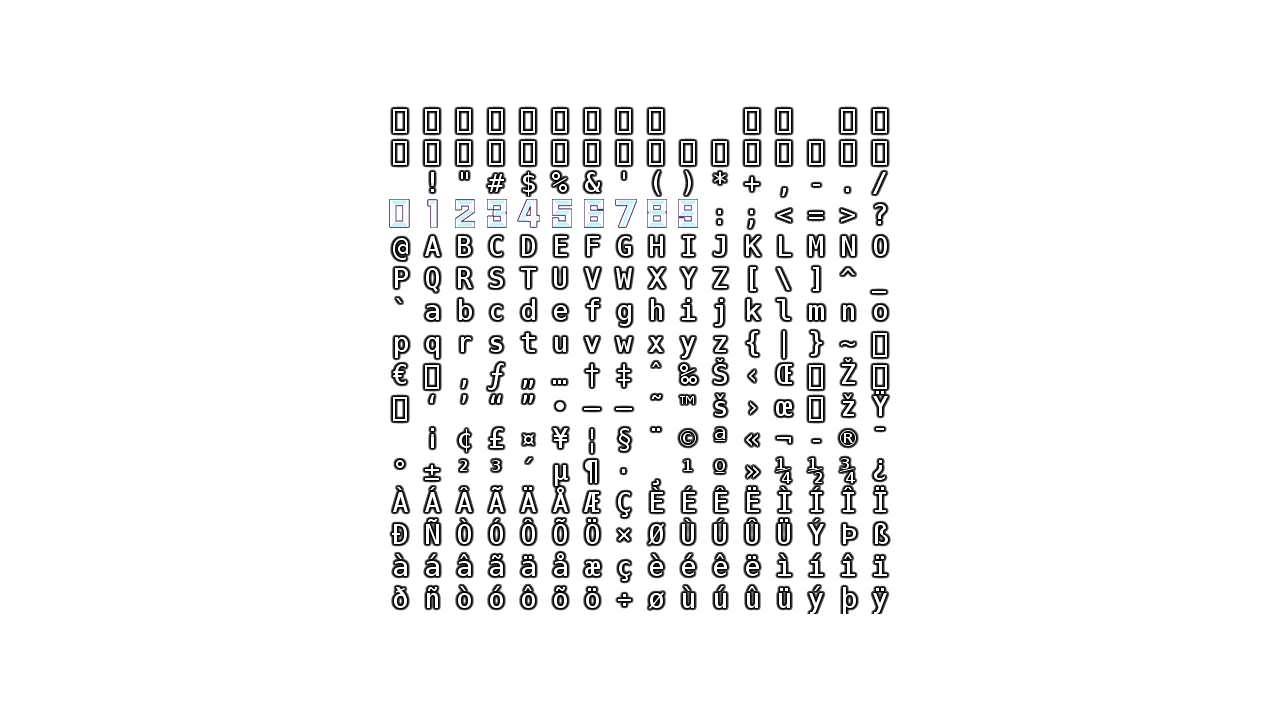 ! " # $ % & ' ( ) * + , - . /
0 1 2 3 4 5 6 7 8 9 : ; < = > ?
@ A B C D E F G H I J K L M N O
P Q R S T U V W X Y Z [ \ ] ^ _
` a b c d e f g h i j k l m n o
p q r s t u v w x y z { | } ~
€ ‚ ƒ „ … † ‡ ˆ ‰ Š ‹ Œ Ž
‘ ’ “ ” • – — ˜ ™ š › œ ž Ÿ
¡ ¢ £ ¤ ¥ ¦ § ¨ © ª « ¬ - ® ¯
° ± ² ³ ´ µ ¶ · ¸ ¹ º » ¼ ½ ¾ ¿
À Á Â Ã Ä Å Æ Ç È É Ê Ë Ì Í Î Ï
Ð Ñ Ò Ó Ô Õ Ö × Ø Ù Ú Û Ü Ý Þ ß
à á â ã ä å æ ç è é ê ë ì í î ï
ð ñ ò ó ô õ ö ÷ ø ù ú û ü ý þ ÿ